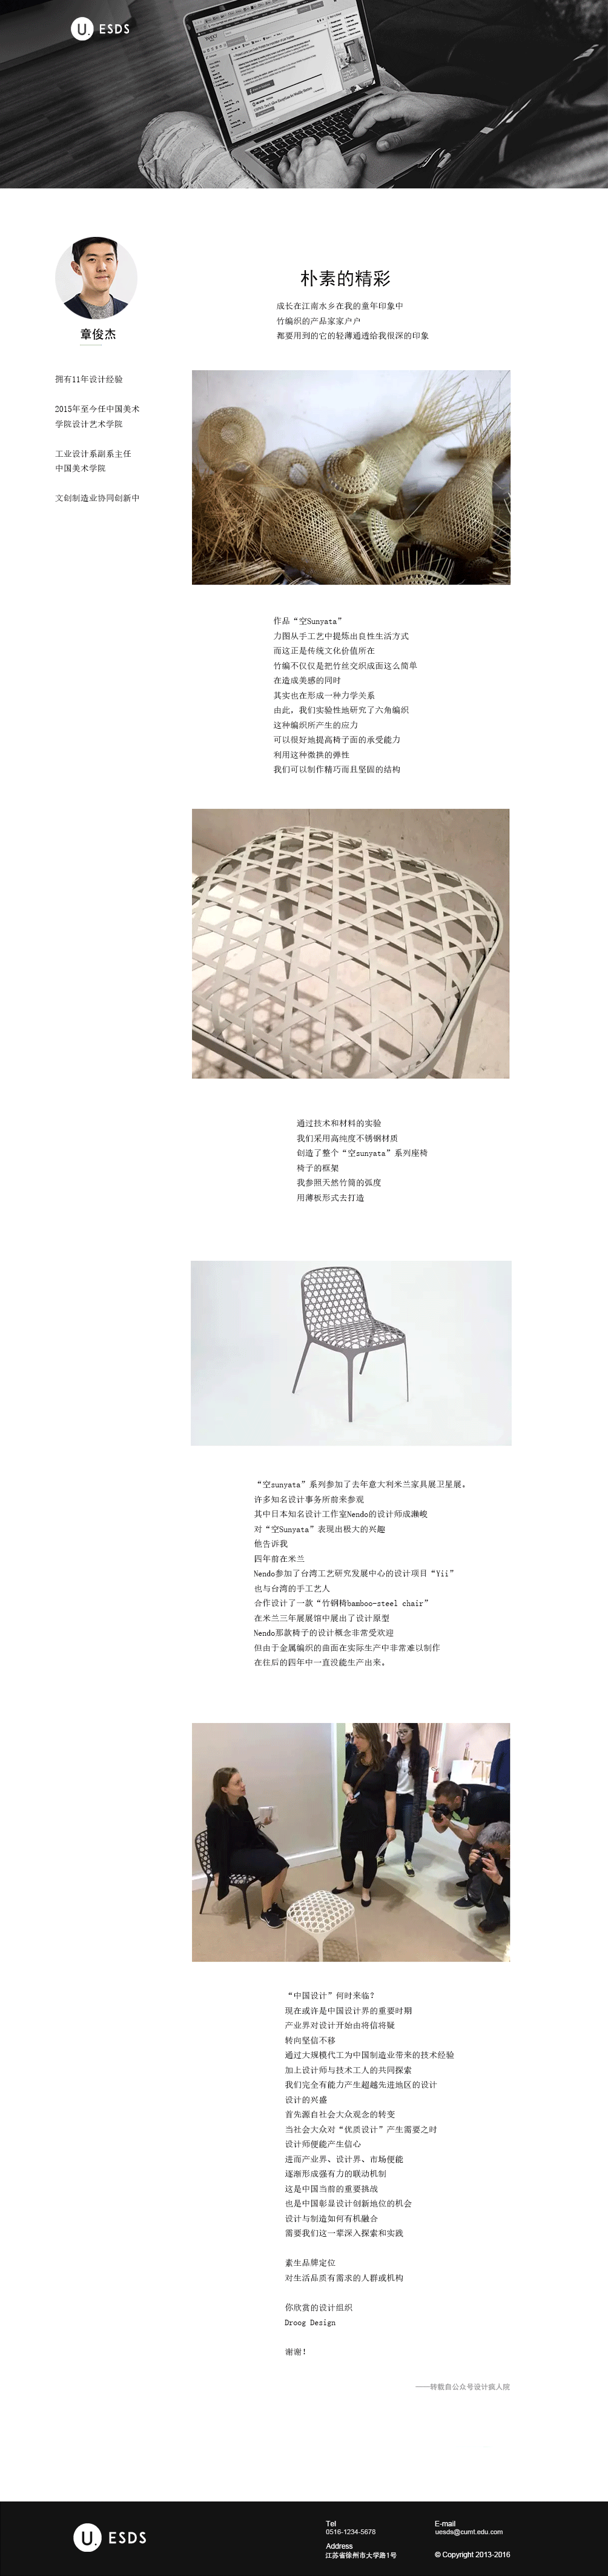 U. ESDS
章俊杰
拥有11年设计经验
2015年至今任中国美术
学院设计艺术学院
工业设计系副系主任
中国美术学院
文创制造业协同创新中
朴素的精彩
成长在江南水乡在我的童年印象中
竹编织的产品家家户户
都要用到的它的轻薄通透给我很深的印象
作品“空Sunyata”
力图从手工艺中提炼出良性生活方式
而这正是传统文化价值所在
竹编不仅仅是把竹丝交织成面这么简单
在造成美感的同时
其实也在形成一种力学关系
由此，我们实验性地研究了六角编织
这种编织所产生的应力
可以很好地提高椅子面的承受能力
利用这种微拱的弹性
我们可以制作精巧而且坚固的结构
通过技术和材料的实验
我们采用高纯度不锈钢材质
创造了整个“空sunyata”系列座椅
椅子的框架
我参照天然竹筒的弧度
用薄板形式去打造
“空sunyata”系列参加了去年意大利米兰家具展卫星展。
许多知名设计事务所前来参观
其中日本知名设计工作室Nendo的设计师成濑峻
对“空Sunyata”表现出极大的兴趣
他告诉我
四年前在米兰
Nendo参加了台湾工艺研究发展中心的设计项目“Yii”
也与台湾的手工艺人
合作设计了一款“竹钢椅bamboo-steel chair”
在米兰三年展展馆中展出了设计原型
Nendo那款椅子的设计概念非常受欢迎
但由于金属编织的曲面在实际生产中非常难以制作
在往后的四年中一直没能生产出来。
“中国设计”何时来临？
现在或许是中国设计界的重要时期
产业界对设计开始由将信将疑
转向坚信不移
通过大规模代工为中国制造业带来的技术经验
加上设计师与技术工人的共同探索
我们完全有能力产生超越先进地区的设计
设计的兴盛
首先源自社会大众观念的转变
当社会大众对“优质设计”产生需要之时
设计师便能产生信心
进而产业界、设计界、市场便能
逐渐形成强有力的联动机制
这是中国当前的重要挑战
也是中国彰显设计创新地位的机会
设计与制造如何有机融合
需要我们这一辈深入探索和实践
素生品牌定位
对生活品质有需求的人群或机构
你欣赏的设计组织
Droog Design
谢谢！
——转载自公众号设计疯人院
U. ESDS
Tel
0516-1234-5678
Address
江苏省徐州市大学路1号
E-mail
uesds@cumt.edu.com
© Copyright 2013-2016